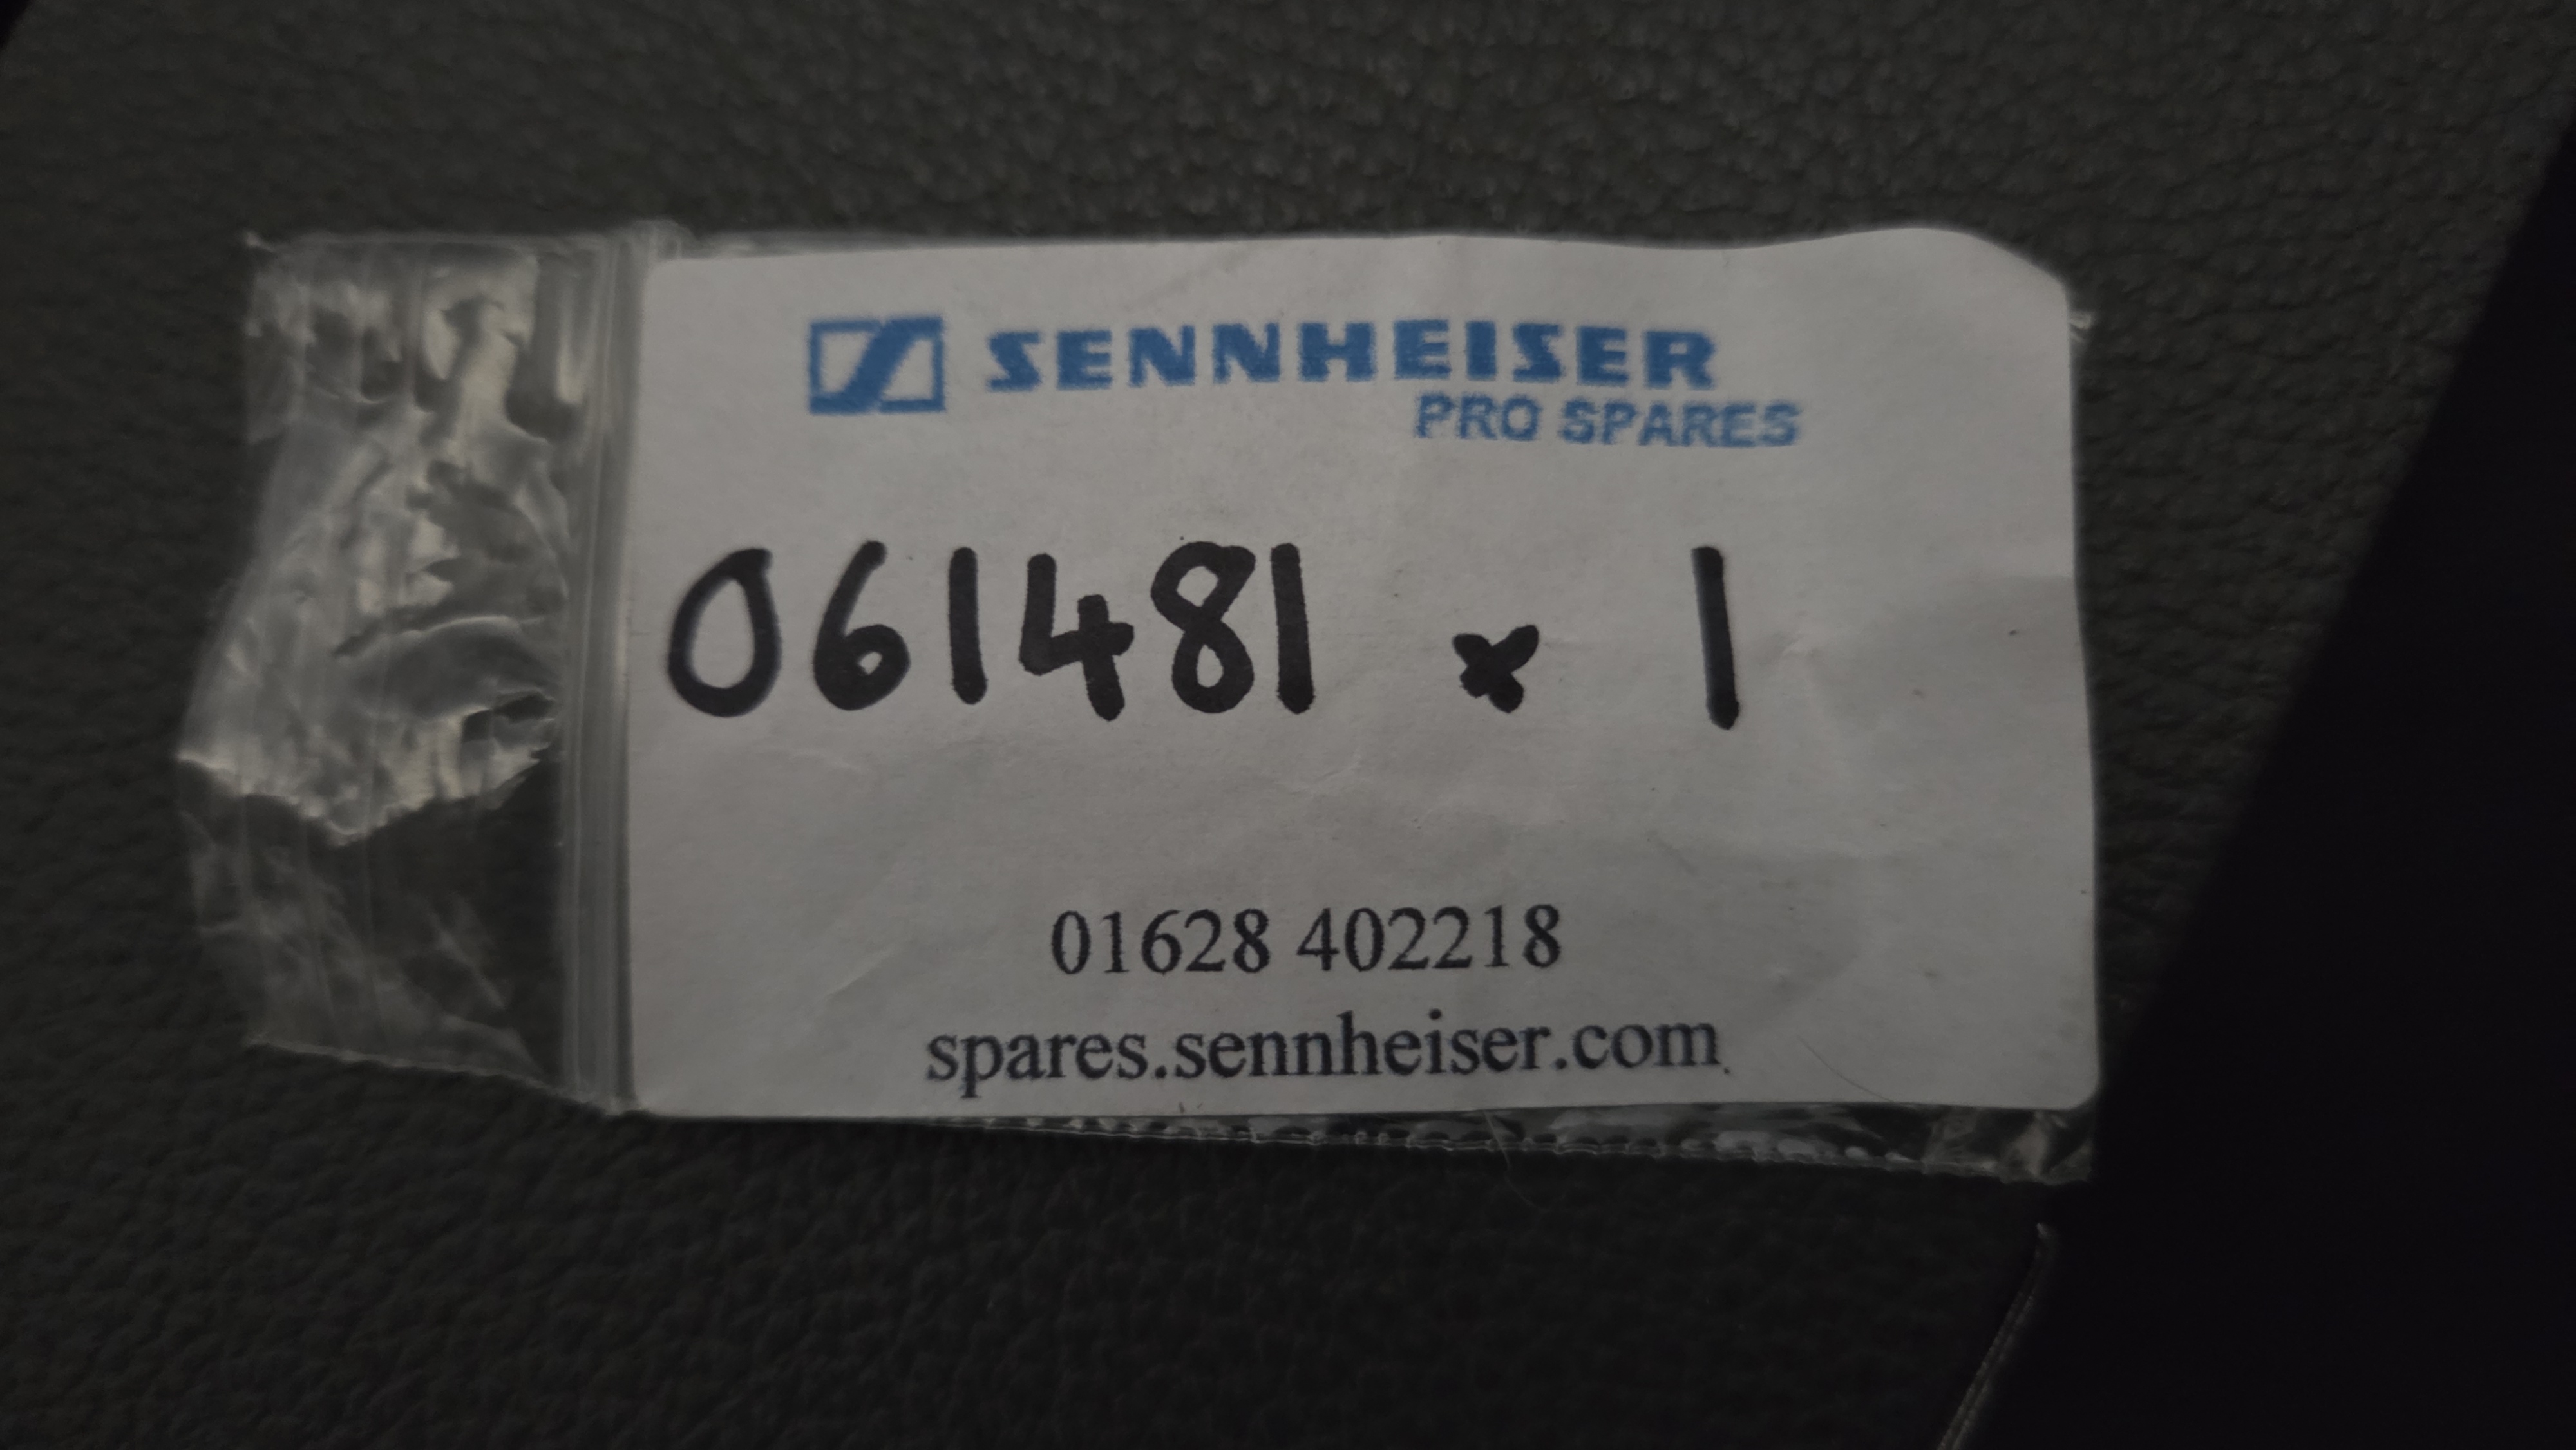 SENNHEISER
PRO SPARES
061481 x 1
01628 402218
spares.sennheiser.com